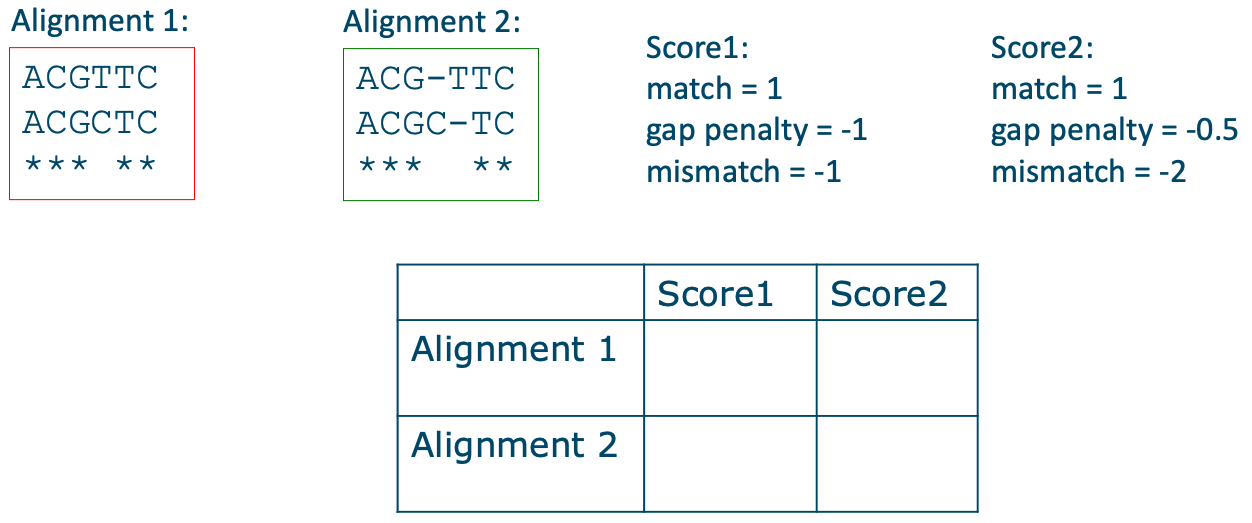 Alignment 1:
ACGTTC
ACGCTC
*** **
Alignment 2:
ACG-TTC
ACGC-TC
***  **
Score1:
match = 1
gap penalty = -1
mismatch = -1
Score2:
match = 1
gap penalty = -0.5
mismatch = -2
Score1 Score2
Alignment 1
Alignment 2